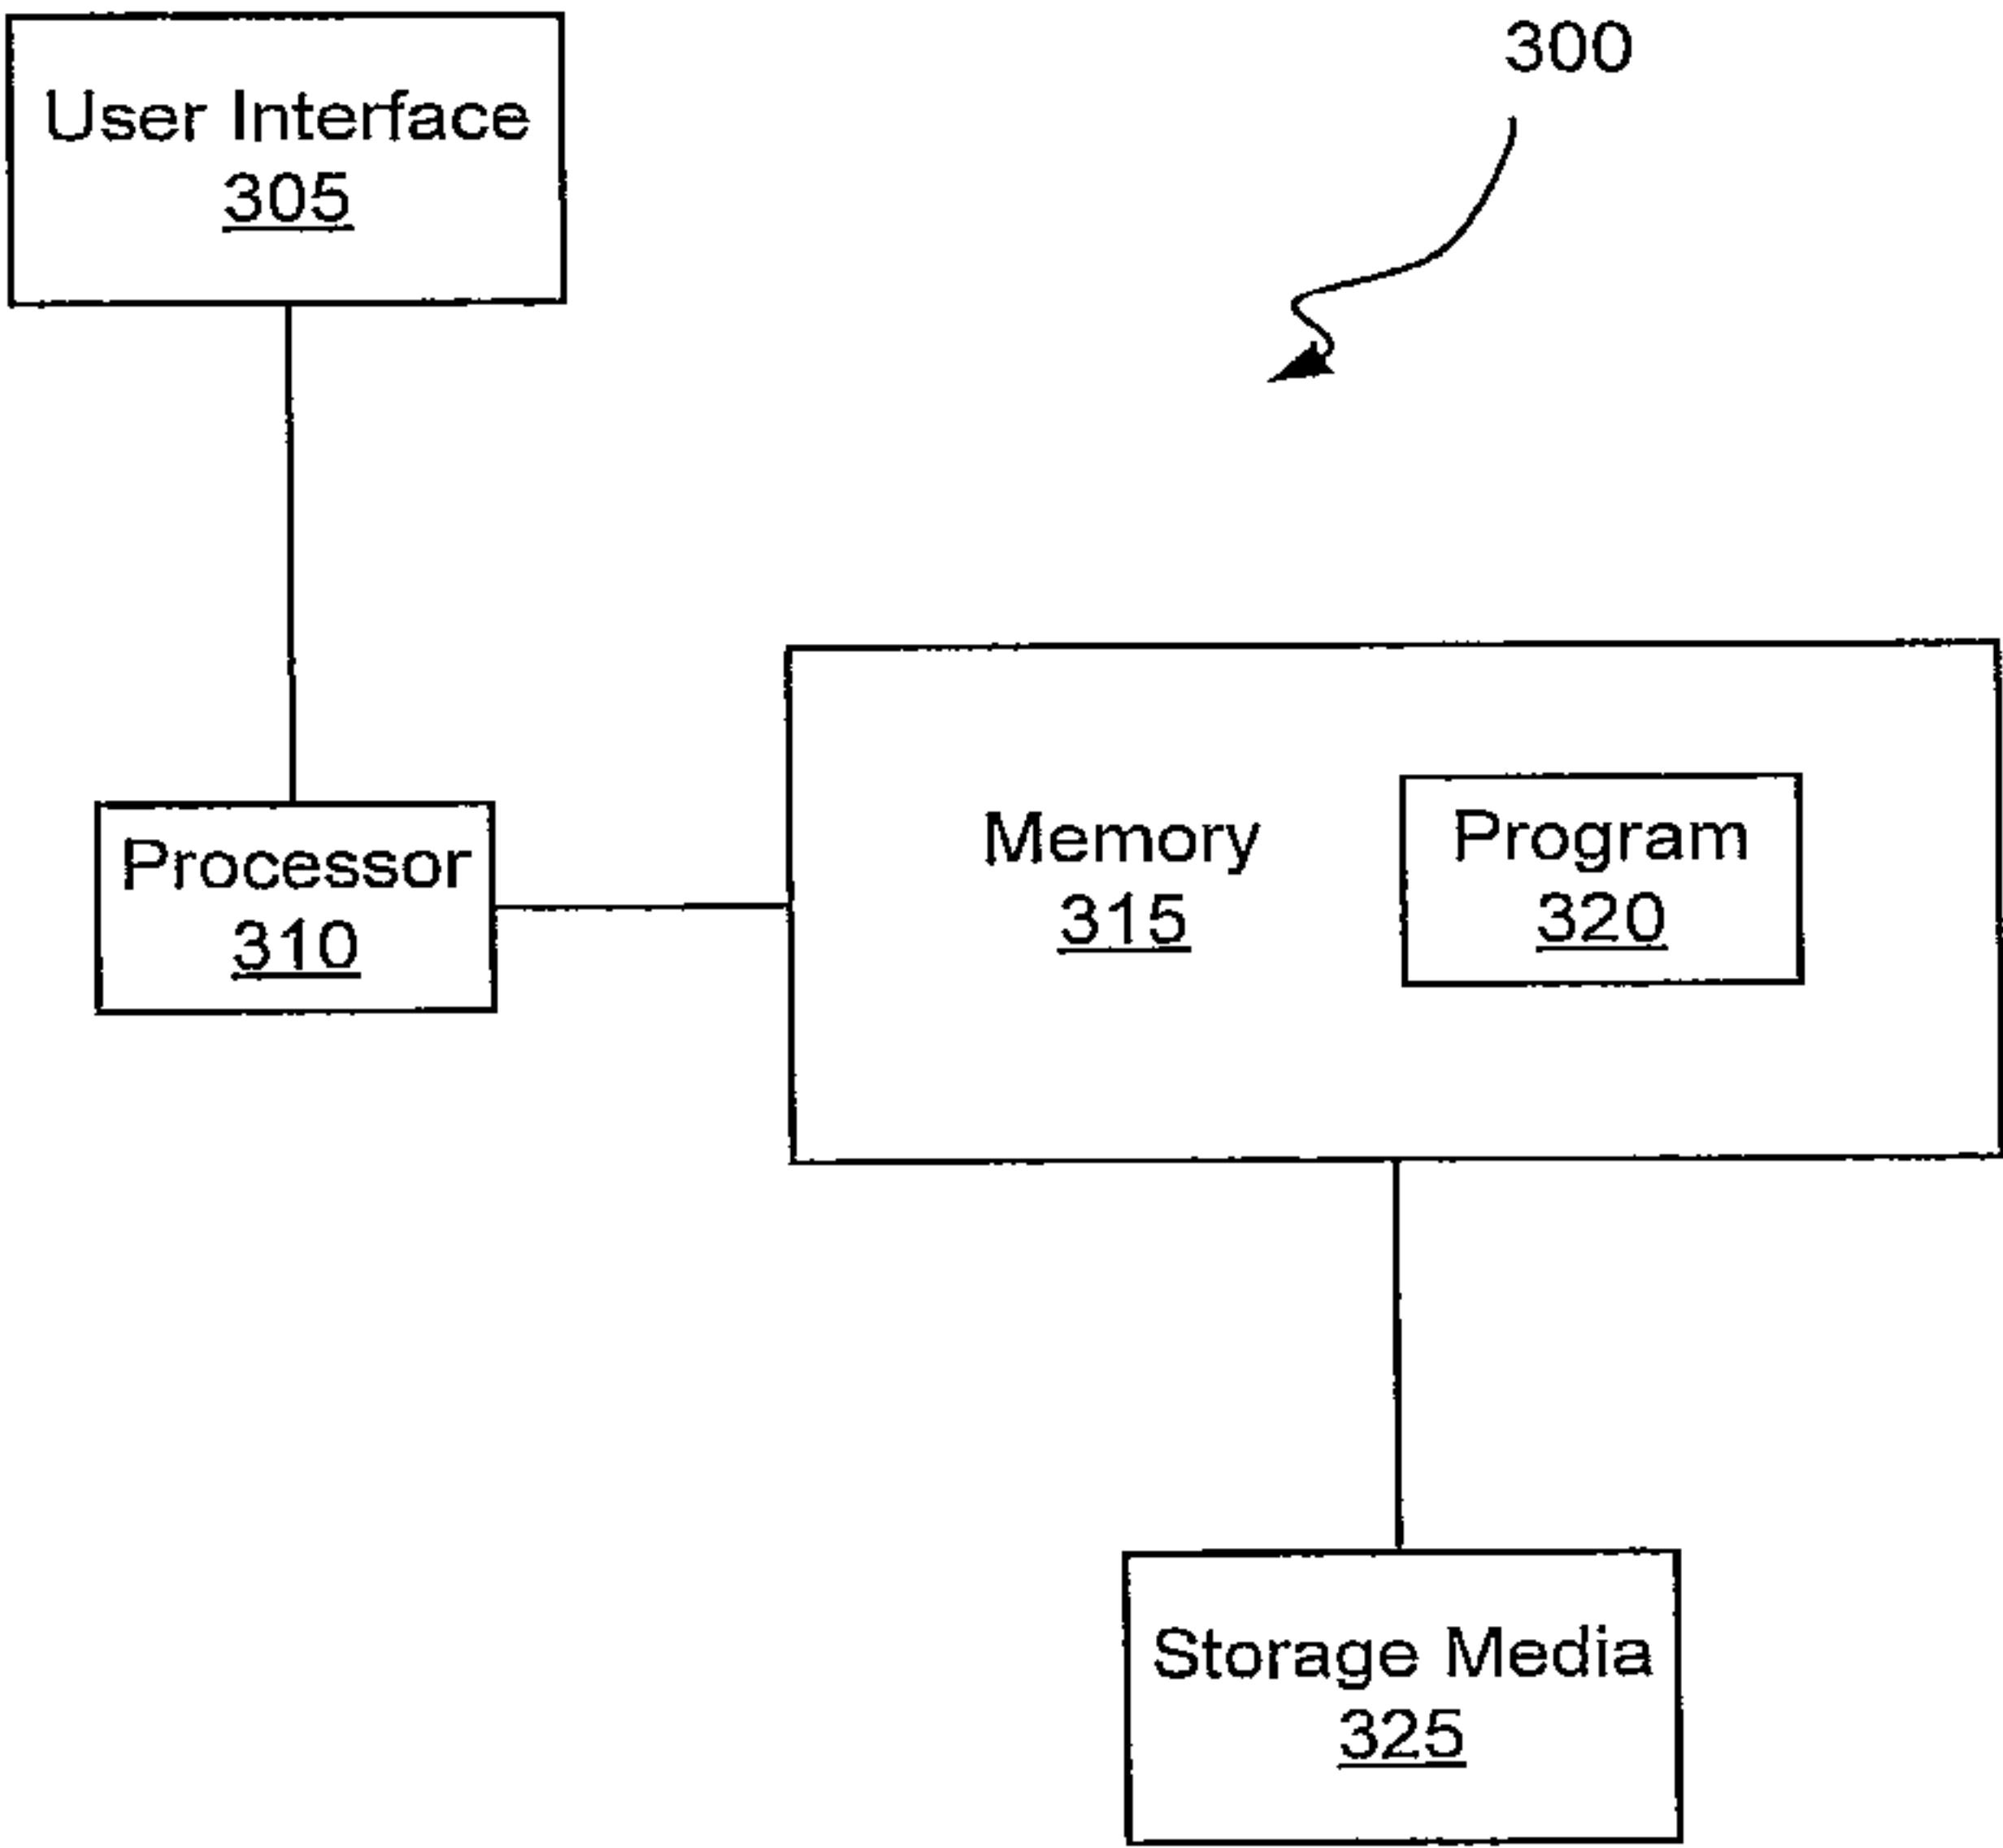 300
User Interface
305
Processor
310
Memory
315
Program
320
Storage Media
325